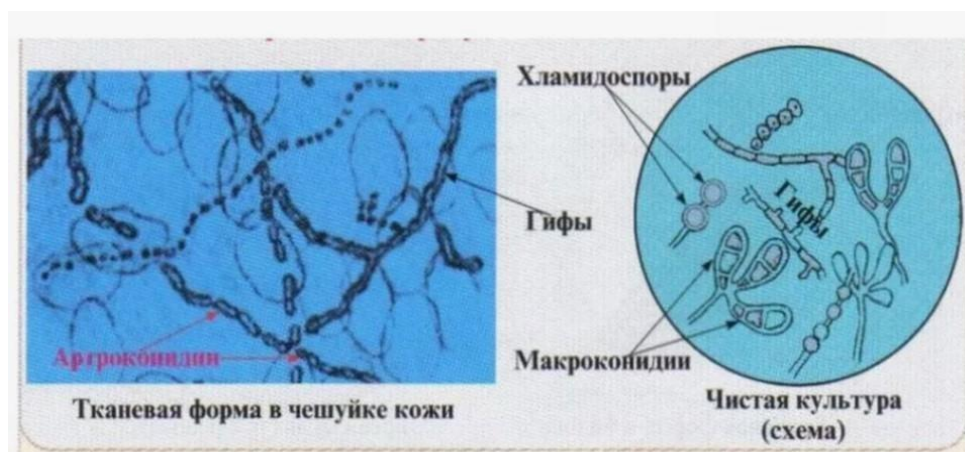 Хламидоспоры
Гифы
Гифы
Артроконидии
Макроконидии
Тканевая форма в чешуйке кожи
Чистая культура
(схема)